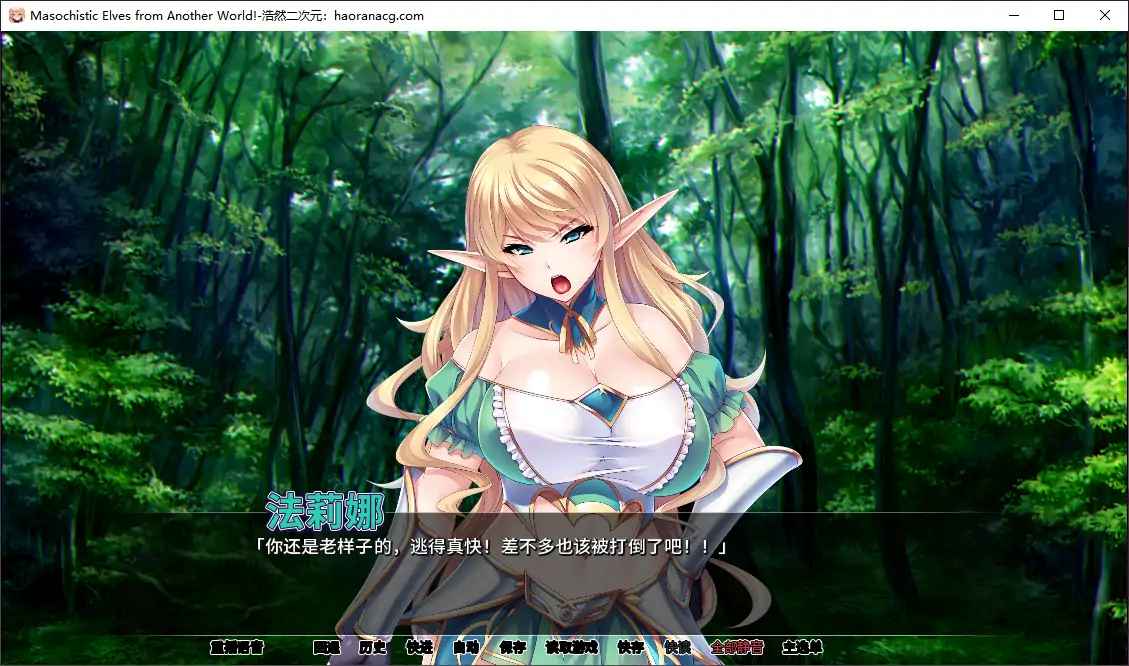 Masochistic Elves from Another World!-浩然二次元：haoranacg.com
法莉娜
「你还是老样子的，逃得真快！差不多也该被打倒了吧！！」
重播语音 回退 历史 快进 自动 保存 读取游戏 快存 快读 全部静音 主选单